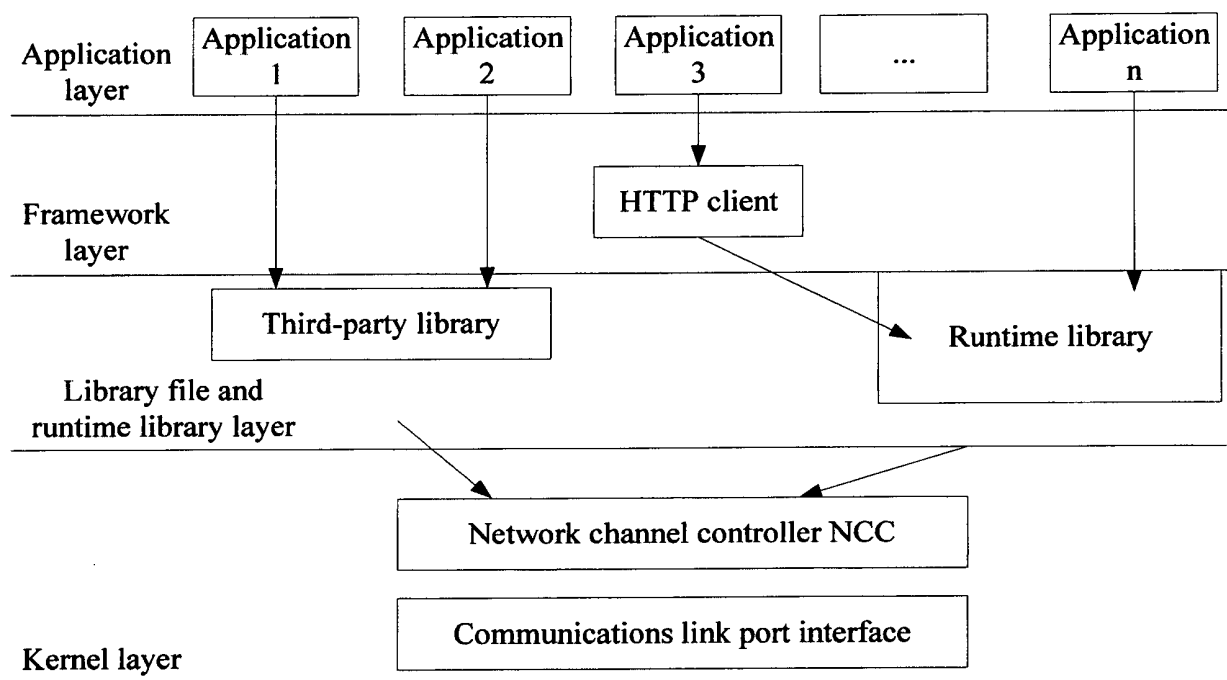 Application
layer
Application
1
Application
2
Application
3
...
Application
n
Framework
layer
HTTP client
Third-party library
Runtime library
Library file and
runtime library layer
Network channel controller NCC
Communications link port interface
Kernel layer